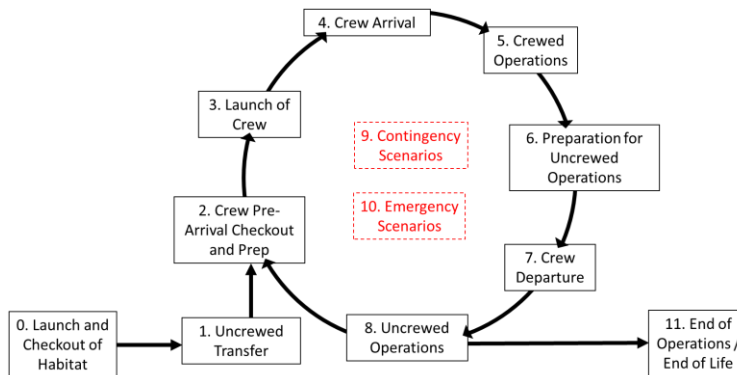 4. Crew Arrival
5. Crewed
Operations
3. Launch of
Crew
9. Contingency
Scenarios
6. Preparation for
Uncrewed
Operations
2. Crew Pre-
Arrival Checkout
and Prep
10. Emergency
Scenarios
7. Crew
Departure
0. Launch and
Checkout of
Habitat
1. Uncrewed
Transfer
8. Uncrewed
Operations
11. End of
Operations /
End of Life